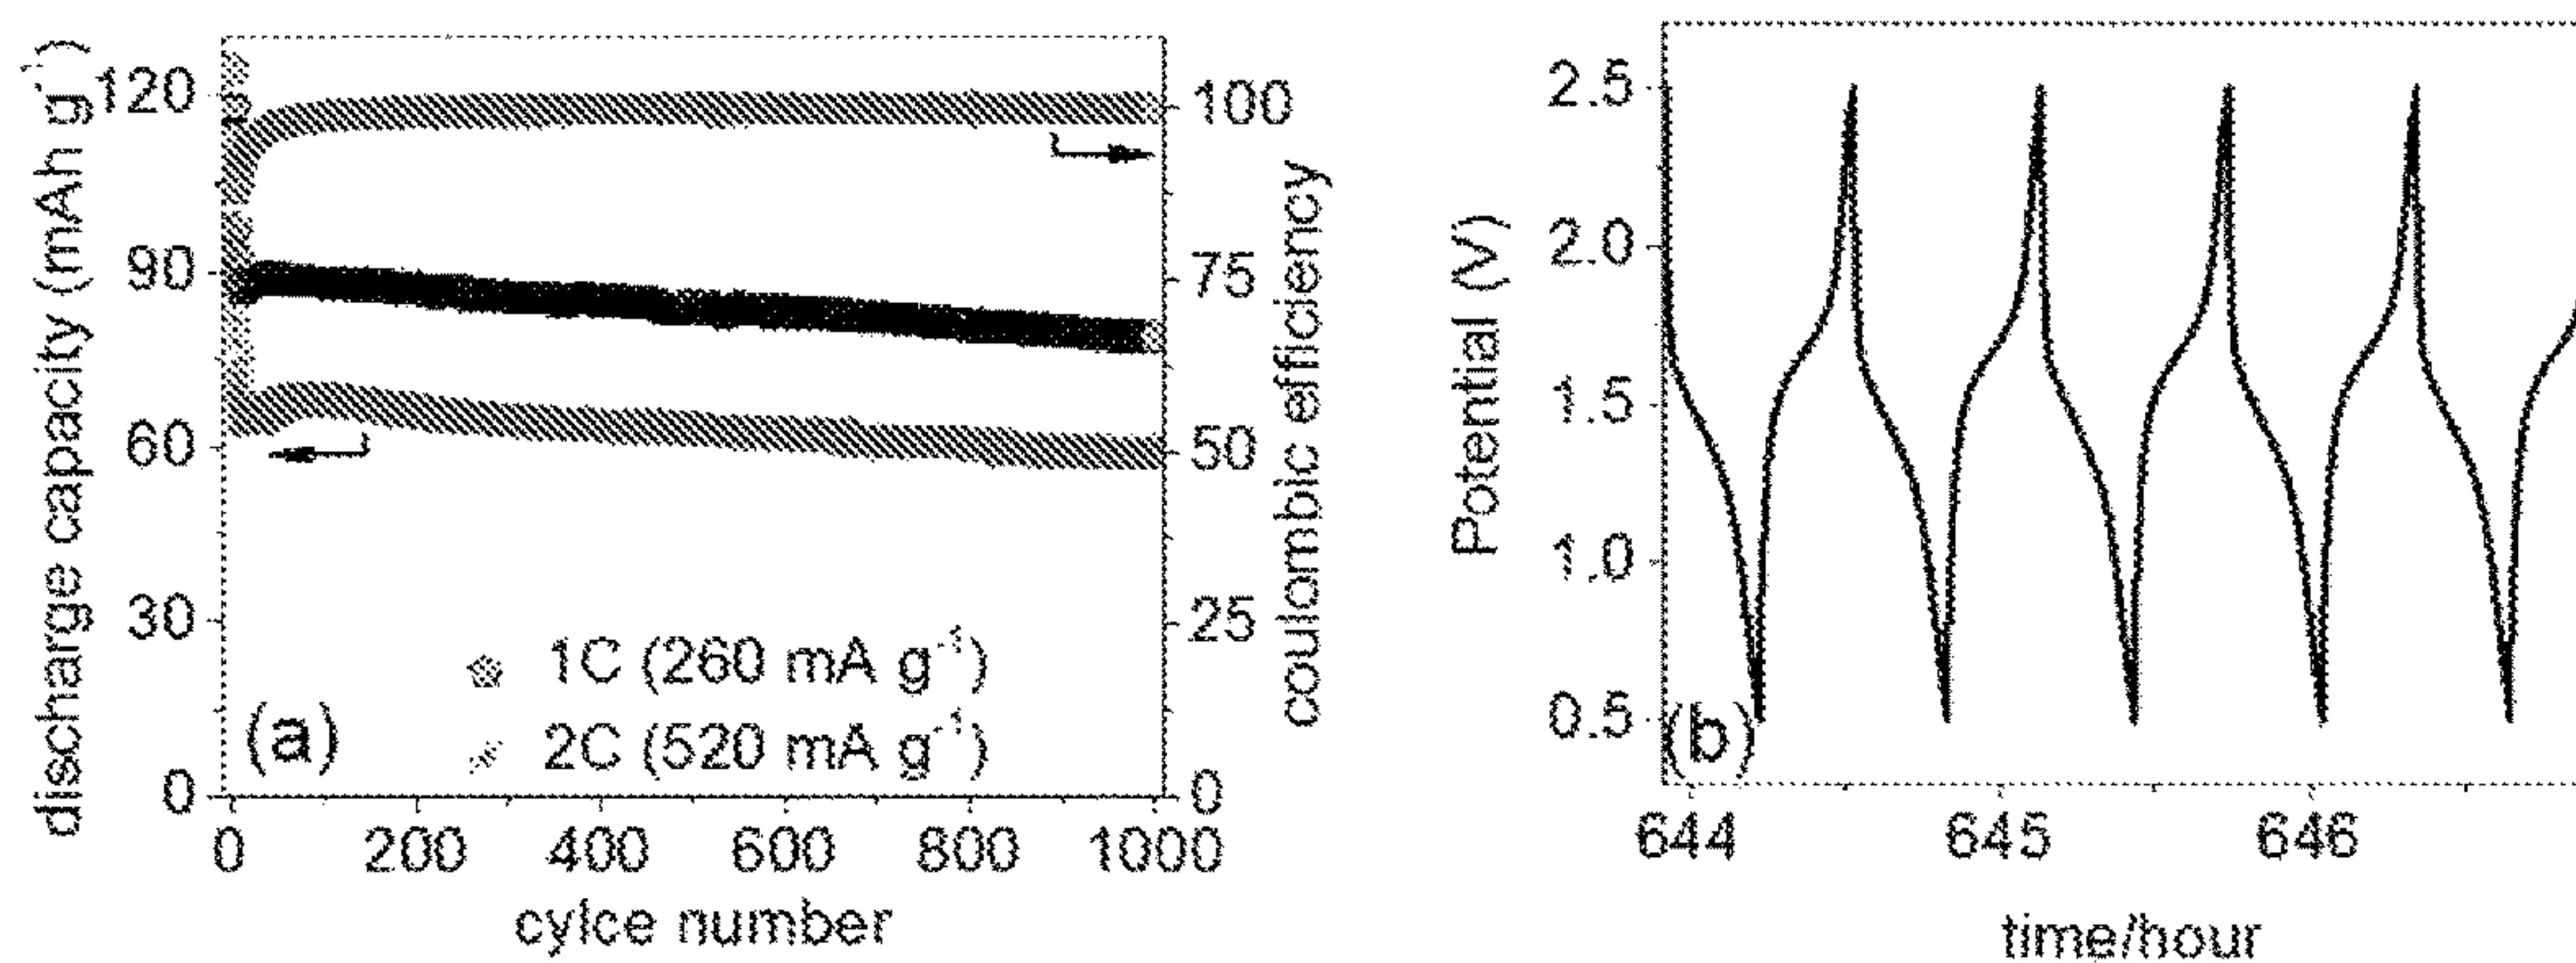 discharge capacity (mAh g⁻¹)
120
90
60
30
0
100
75
50
25
0
coulombic efficiency
1C (260 mA g⁻¹)
2C (520 mA g⁻¹)
(a)
0 200 400 600 800 1000
cylce number
Potential (V)
2.5
2.0
1.5
1.0
0.5
(b)
644 645 646
time/hour